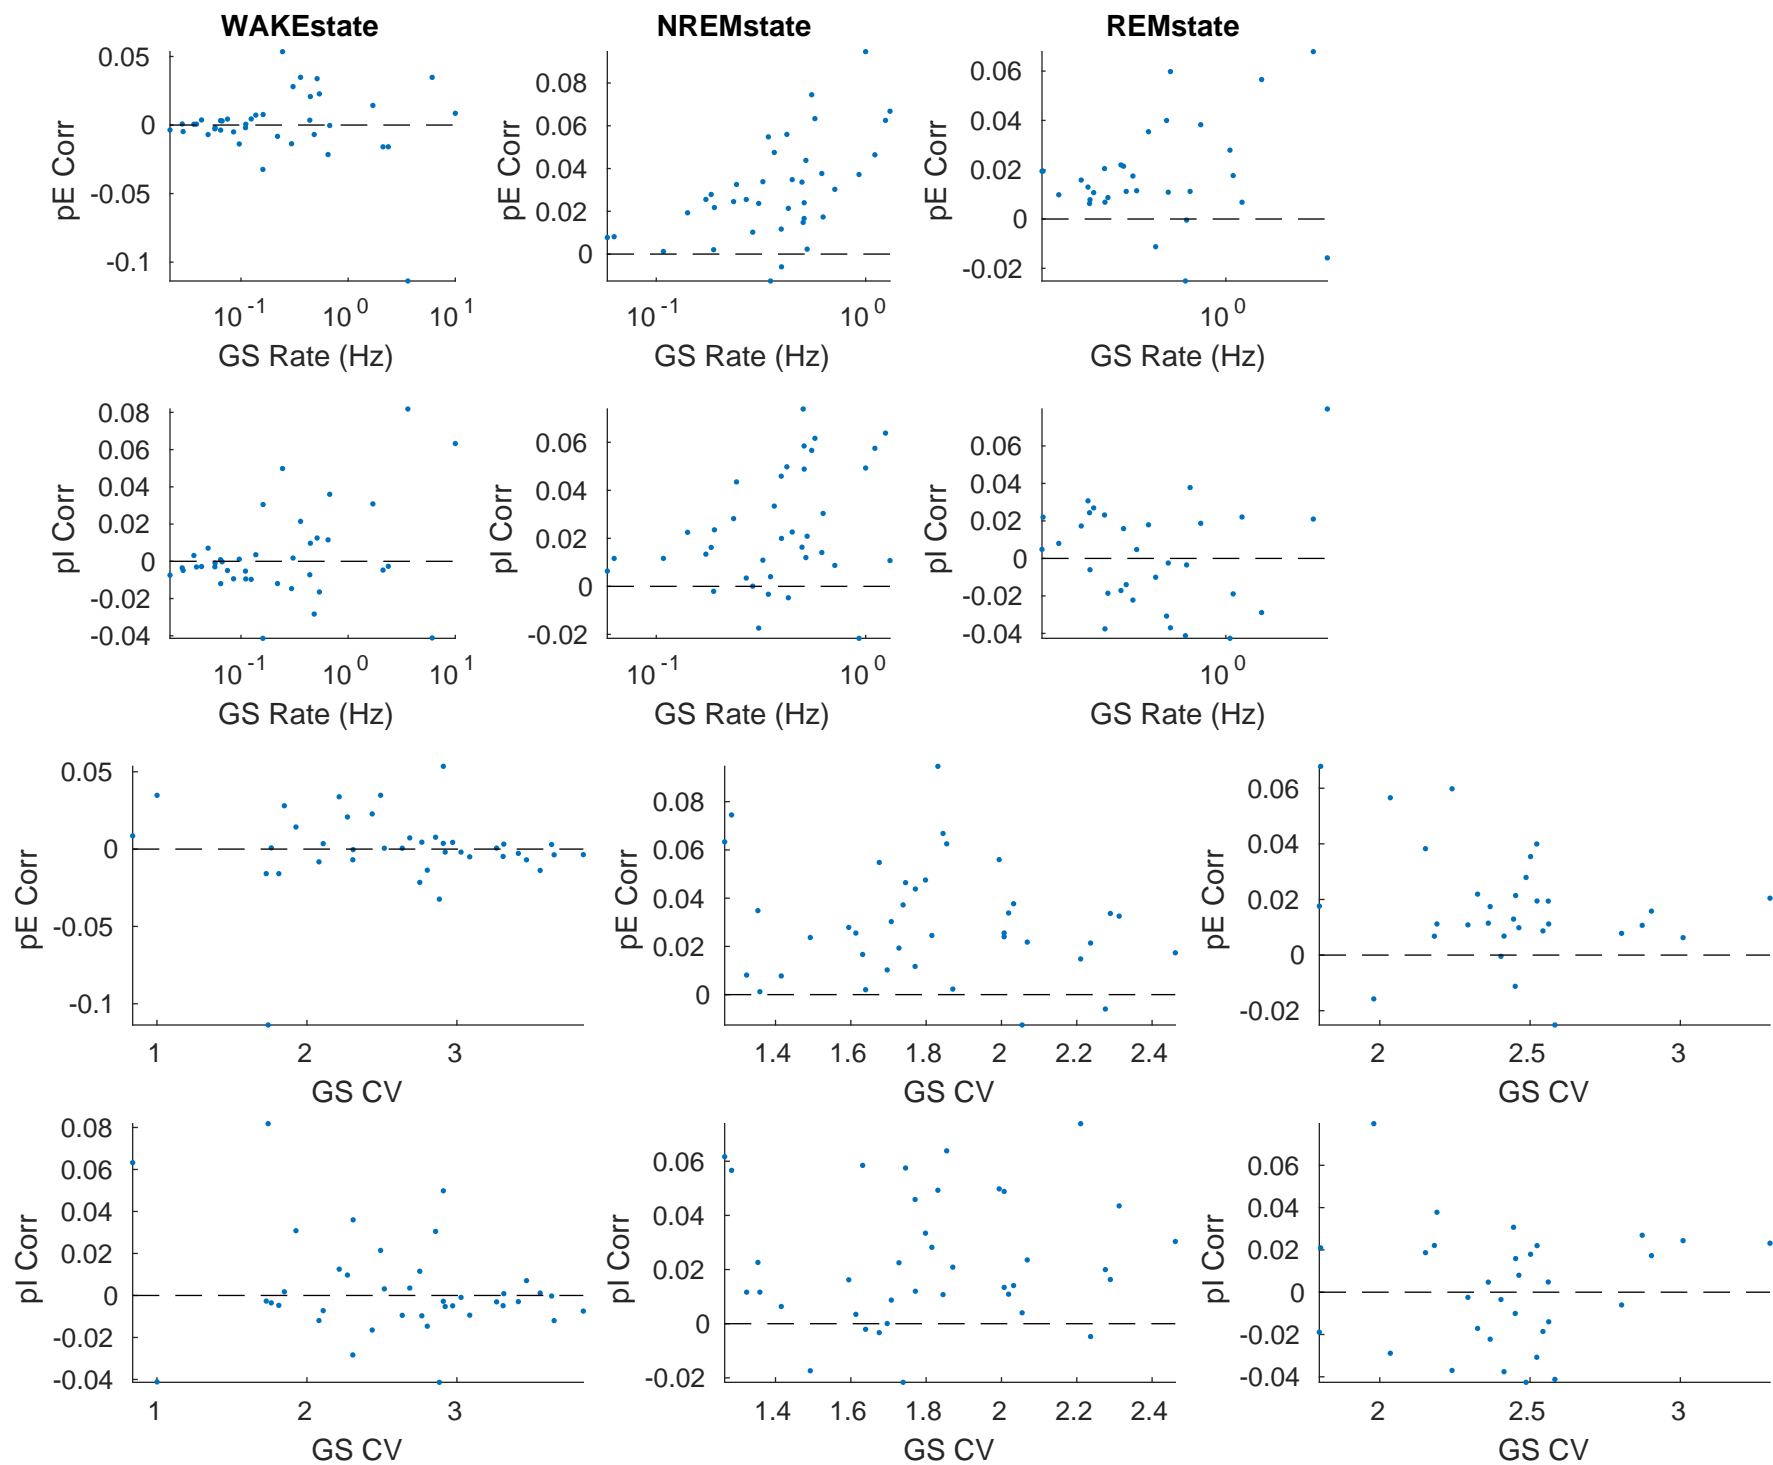 WAKEstate NREMstate REMstate
0.05
0
-0.05
-0.1
pE Corr
10^-1 10^0 10^1
GS Rate (Hz)
0.08
0.06
0.04
0.02
0
pE Corr
10^-1 10^0
GS Rate (Hz)
0.06
0.04
0.02
0
-0.02
pE Corr
10^0
GS Rate (Hz)
0.08
0.06
0.04
0.02
0
-0.02
-0.04
pI Corr
10^-1 10^0 10^1
GS Rate (Hz)
0.06
0.04
0.02
0
-0.02
pI Corr
10^-1 10^0
GS Rate (Hz)
0.06
0.04
0.02
0
-0.02
-0.04
pI Corr
10^0
GS Rate (Hz)
0.05
0
-0.05
-0.1
pE Corr
1 2 3
GS CV
0.08
0.06
0.04
0.02
0
pE Corr
1.4 1.6 1.8 2 2.2 2.4
GS CV
0.06
0.04
0.02
0
-0.02
pE Corr
2 2.5 3
GS CV
0.08
0.06
0.04
0.02
0
-0.02
-0.04
pI Corr
1 2 3
GS CV
0.06
0.04
0.02
0
-0.02
pI Corr
1.4 1.6 1.8 2 2.2 2.4
GS CV
0.06
0.04
0.02
0
-0.02
-0.04
pI Corr
2 2.5 3
GS CV